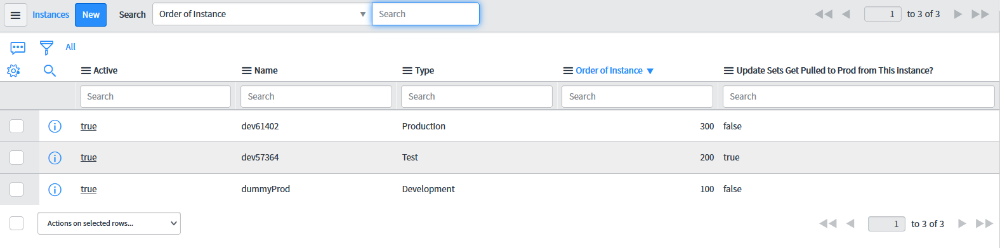 Instances New Search Order of Instance Search 1 to 3 of 3
All
Active Name Type Order of Instance Update Sets Get Pulled to Prod from This Instance?
Search Search Search Search Search
true dev61402 Production 300 false
true dev57364 Test 200 true
true dummyProd Development 100 false
Actions on selected rows... 1 to 3 of 3